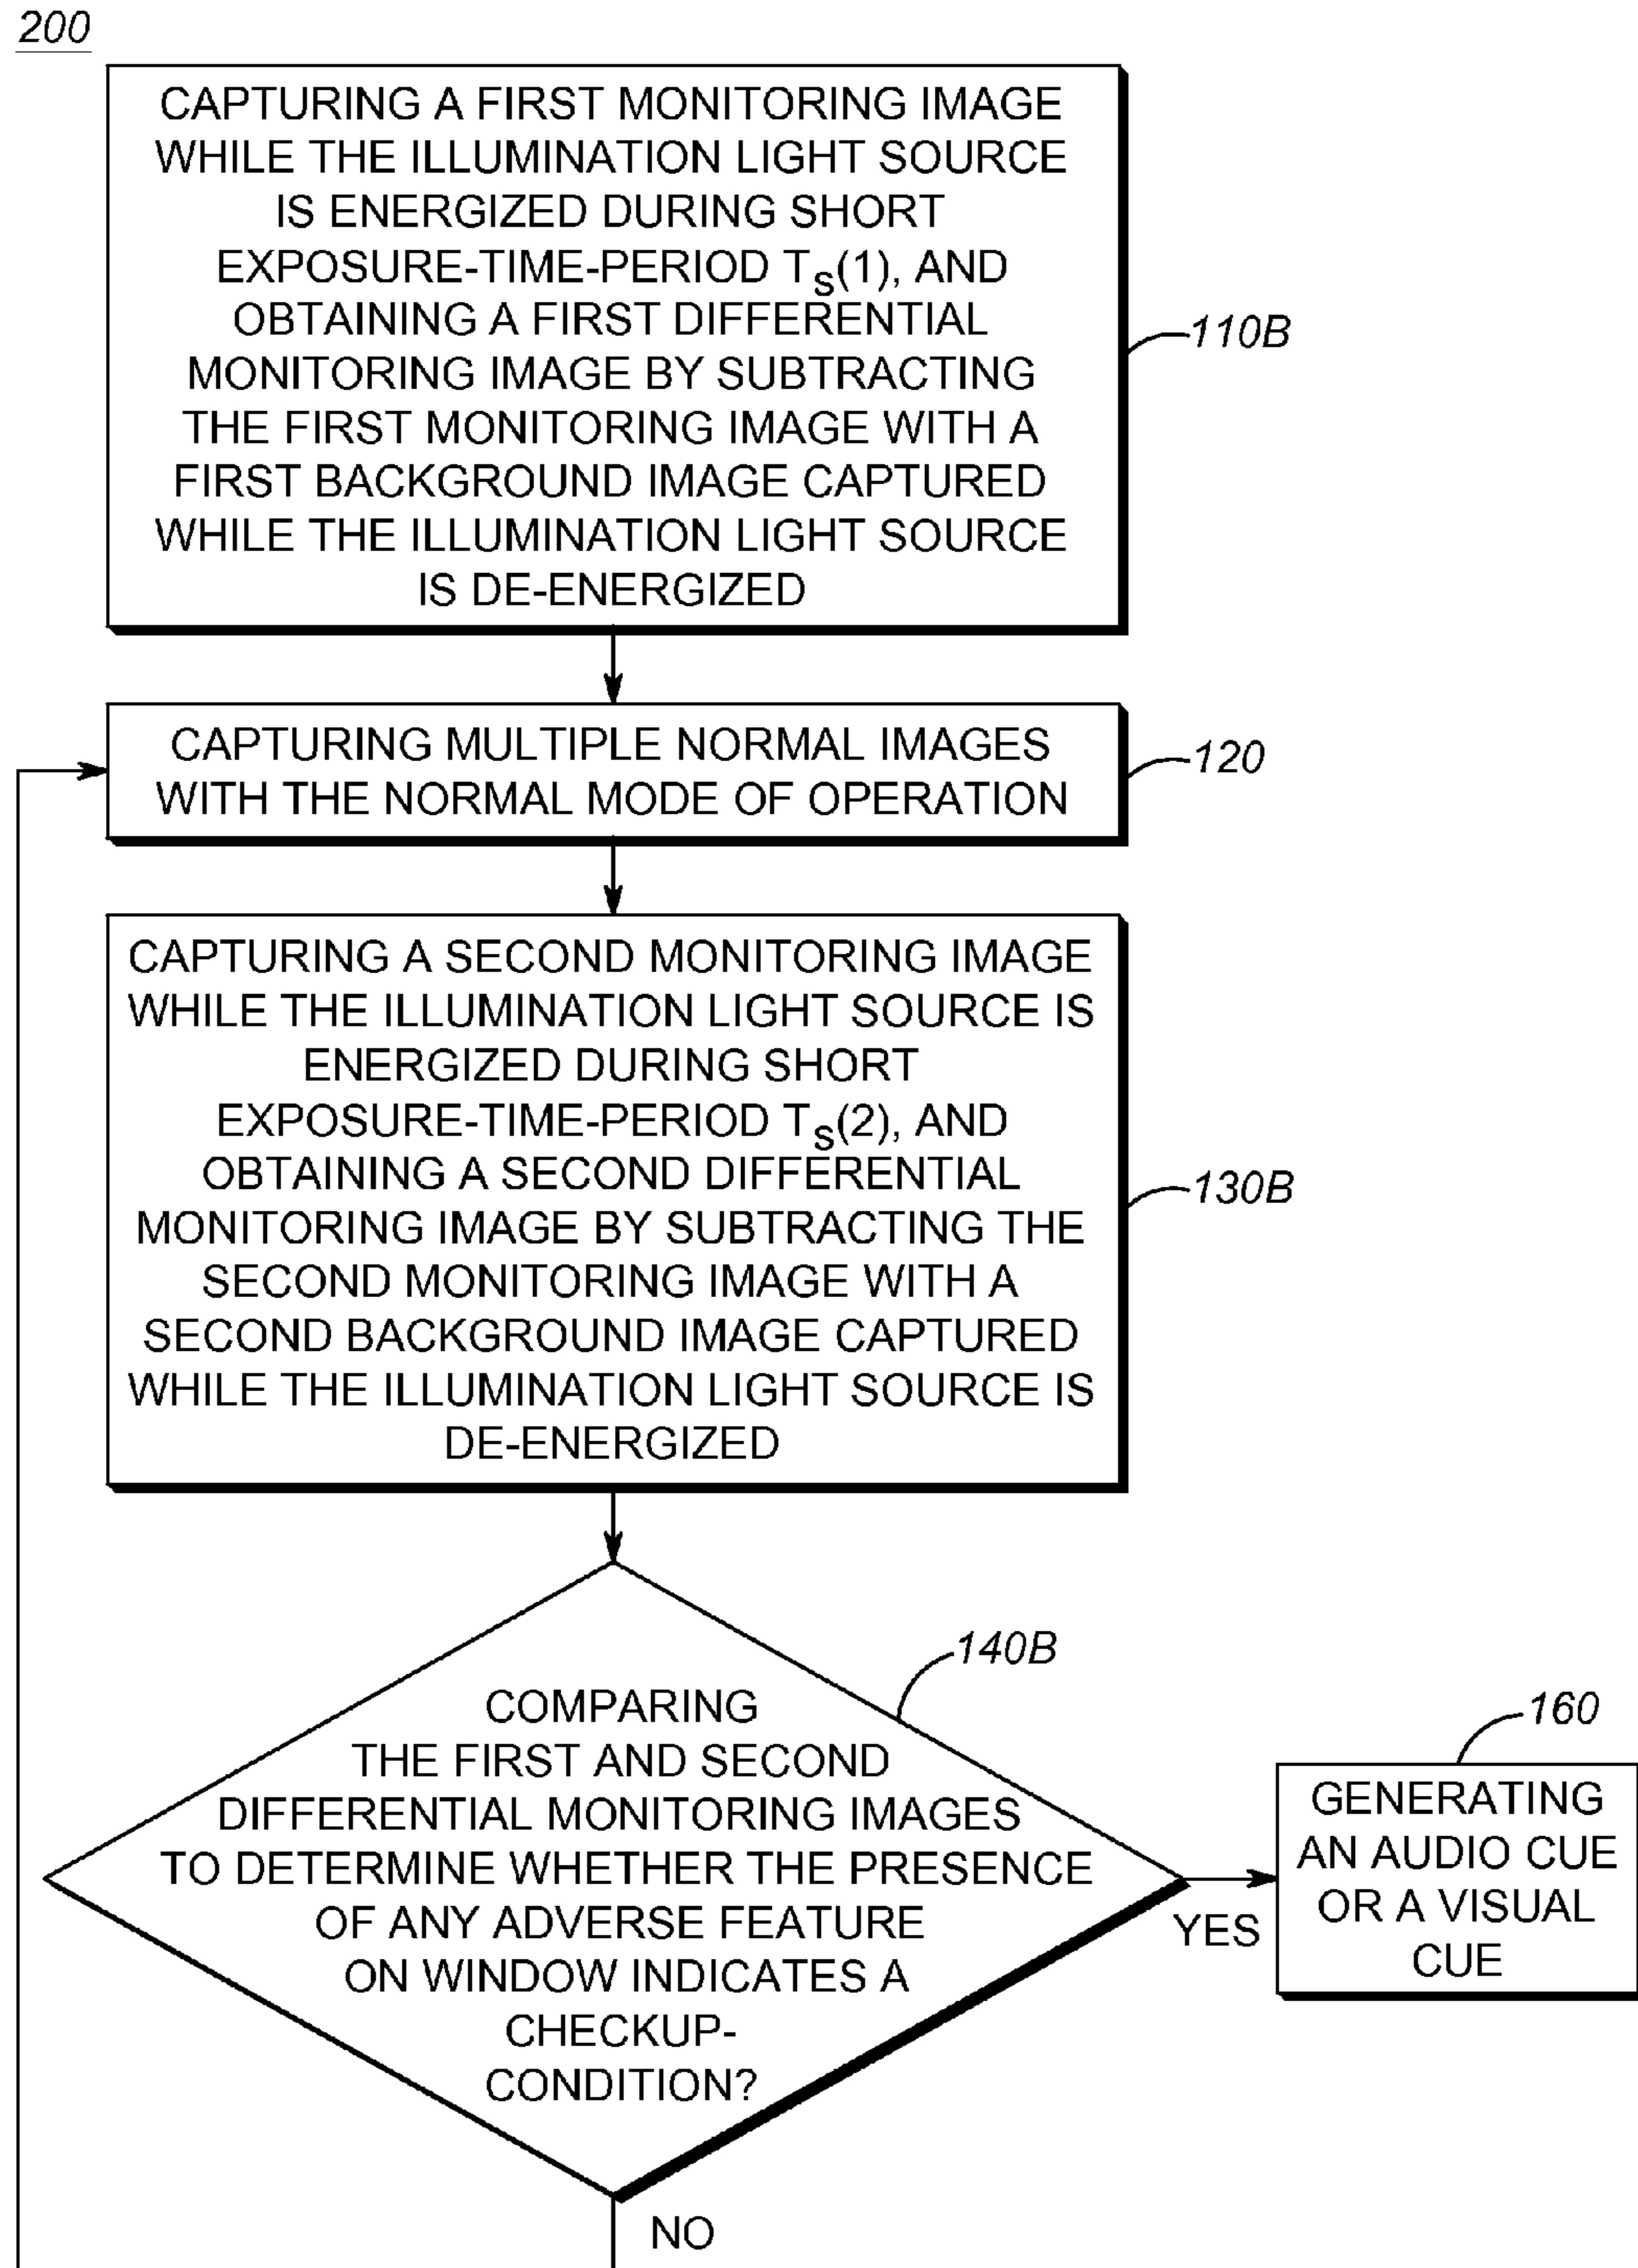 200
CAPTURING A FIRST MONITORING IMAGE
WHILE THE ILLUMINATION LIGHT SOURCE
IS ENERGIZED DURING SHORT
EXPOSURE-TIME-PERIOD Ts(1), AND
OBTAINING A FIRST DIFFERENTIAL
MONITORING IMAGE BY SUBTRACTING
THE FIRST MONITORING IMAGE WITH A
FIRST BACKGROUND IMAGE CAPTURED
WHILE THE ILLUMINATION LIGHT SOURCE
IS DE-ENERGIZED
110B
CAPTURING MULTIPLE NORMAL IMAGES
WITH THE NORMAL MODE OF OPERATION
120
CAPTURING A SECOND MONITORING IMAGE
WHILE THE ILLUMINATION LIGHT SOURCE IS
ENERGIZED DURING SHORT
EXPOSURE-TIME-PERIOD Ts(2), AND
OBTAINING A SECOND DIFFERENTIAL
MONITORING IMAGE BY SUBTRACTING THE
SECOND MONITORING IMAGE WITH A
SECOND BACKGROUND IMAGE CAPTURED
WHILE THE ILLUMINATION LIGHT SOURCE IS
DE-ENERGIZED
130B
COMPARING
THE FIRST AND SECOND
DIFFERENTIAL MONITORING IMAGES
TO DETERMINE WHETHER THE PRESENCE
OF ANY ADVERSE FEATURE
ON WINDOW INDICATES A
CHECKUP-
CONDITION?
140B
YES
NO
GENERATING
AN AUDIO CUE
OR A VISUAL
CUE
160